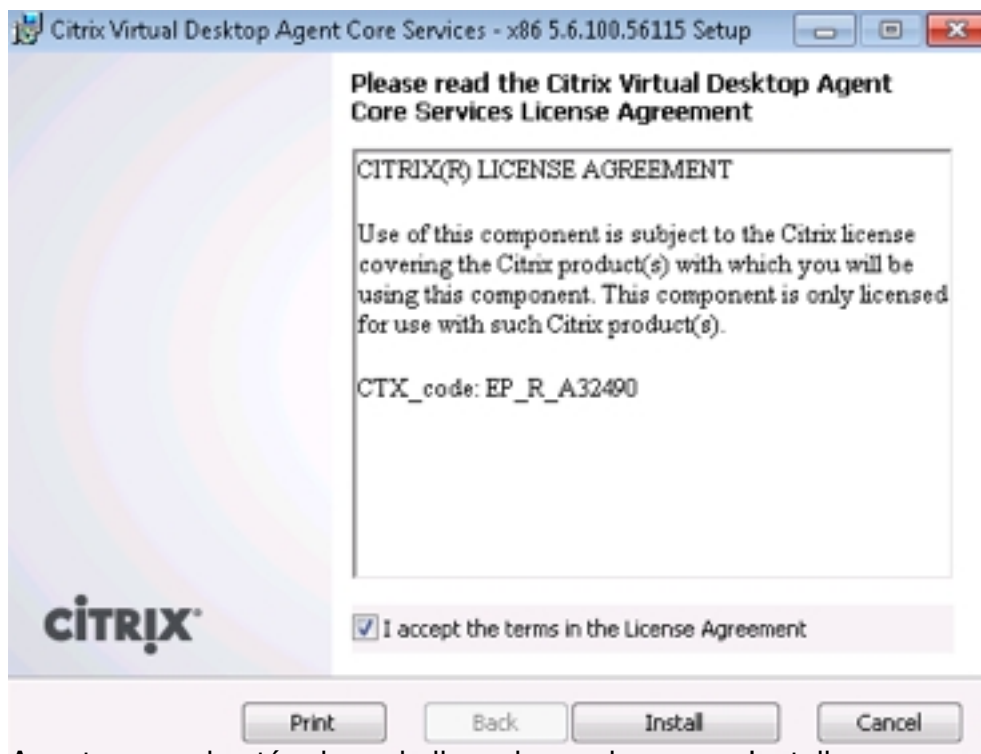 Citrix Virtual Desktop Agent Core Services - x86 5.6.100.56115 Setup
Please read the Citrix Virtual Desktop Agent
Core Services License Agreement
CITRIX(R) LICENSE AGREEMENT
Use of this component is subject to the Citrix license
covering the Citrix product(s) with which you will be
using this component. This component is only licensed
for use with such Citrix product(s).
CTX_code: EP_R_A32490
CITRIX
I accept the terms in the License Agreement
Print
Back
Install
Cancel